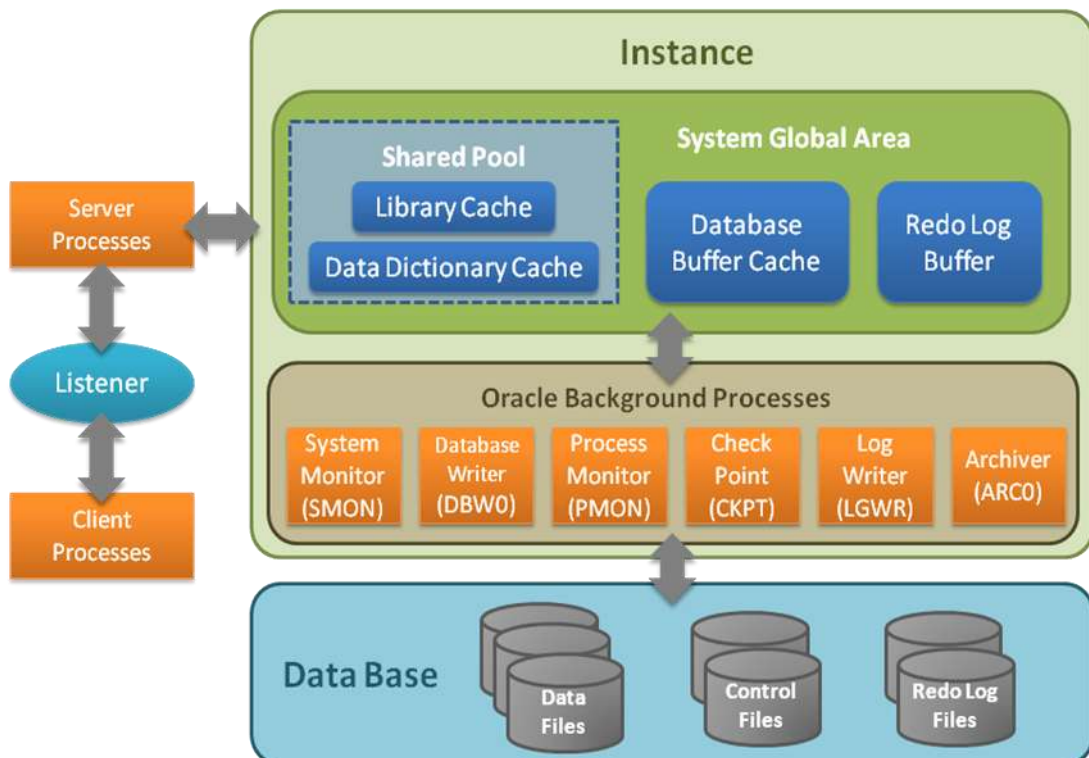 Instance
System Global Area
Shared Pool
Library Cache
Data Dictionary Cache
Database
Buffer Cache
Redo Log
Buffer
Server
Processes
Listener
Client
Processes
Oracle Background Processes
System
Monitor
(SMON)
Database
Writer
(DBW0)
Process
Monitor
(PMON)
Check
Point
(CKPT)
Log
Writer
(LGWR)
Archiver
(ARC0)
Data Base
Data
Files
Control
Files
Redo Log
Files